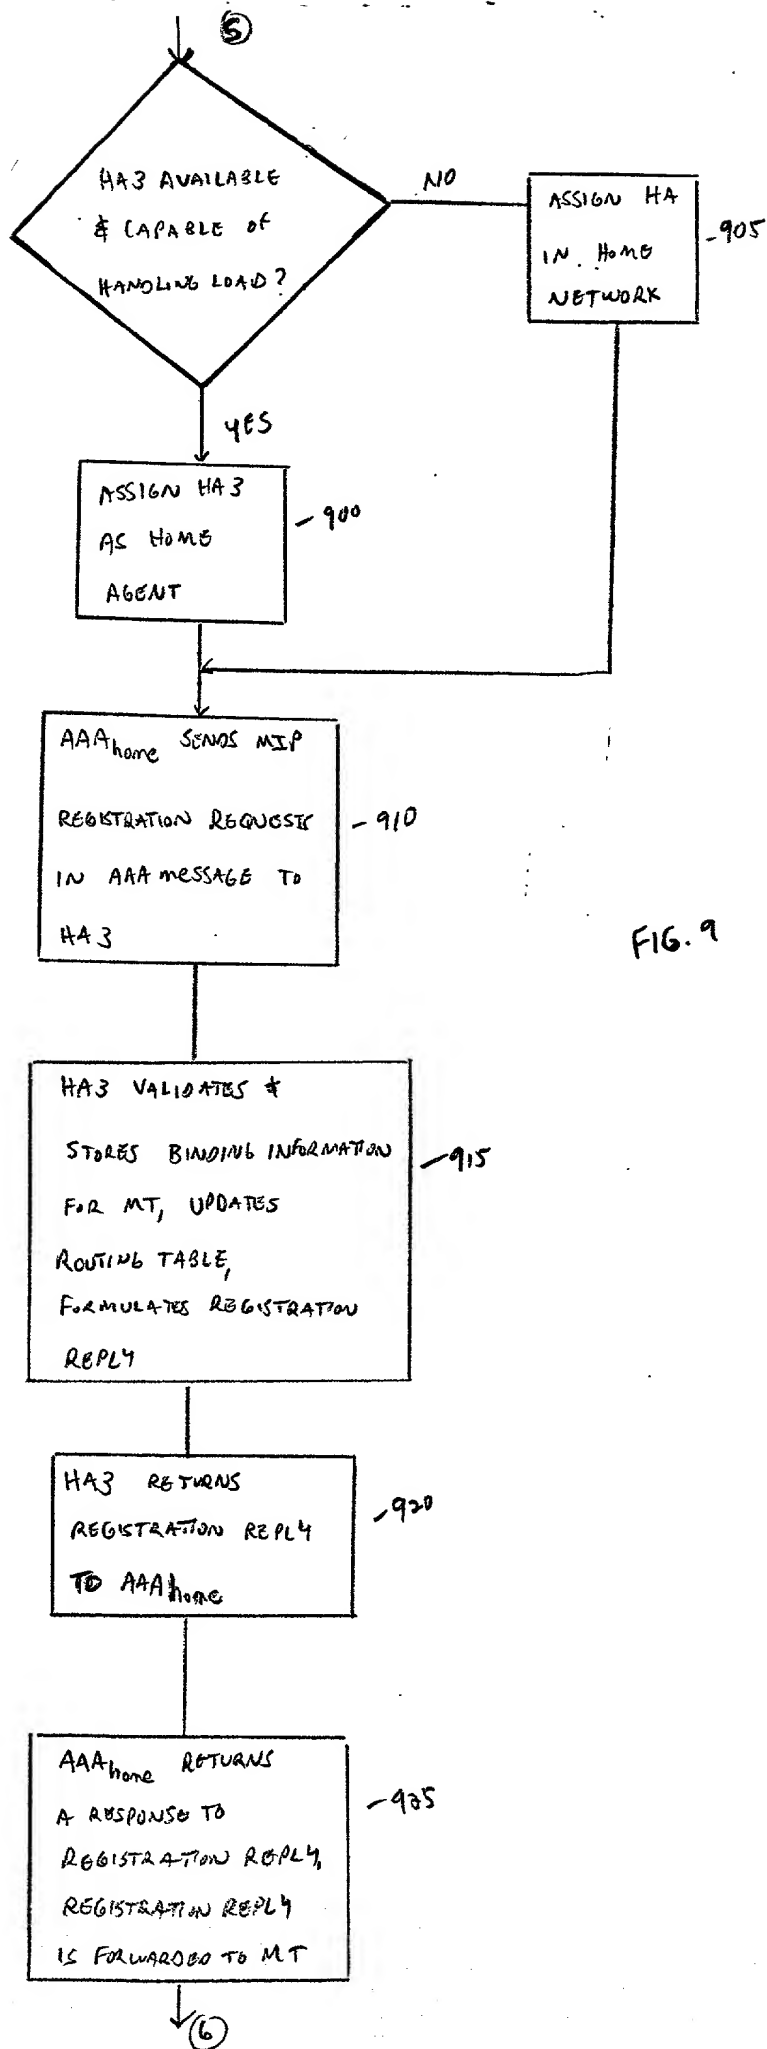 5
HA3 AVAILABLE
& CAPABLE OF
HANDLING LOAD?
NO
ASSIGN HA
IN HOME
NETWORK
905
YES
ASSIGN HA3
AS HOME
AGENT
900
AAAhome SENDS MIP
REGISTRATION REQUESTS
IN AAA MESSAGE TO
HA3
910
FIG. 9
HA3 VALIDATES &
STORES BINDING INFORMATION
FOR MT, UPDATES
ROUTING TABLE,
FORMULATES REGISTRATION
REPLY
915
HA3 RETURNS
REGISTRATION REPLY
TO AAAhome
920
AAAhome RETURNS
A RESPONSE TO
REGISTRATION REPLY,
REGISTRATION REPLY
IS FORWARDED TO MT
925
6